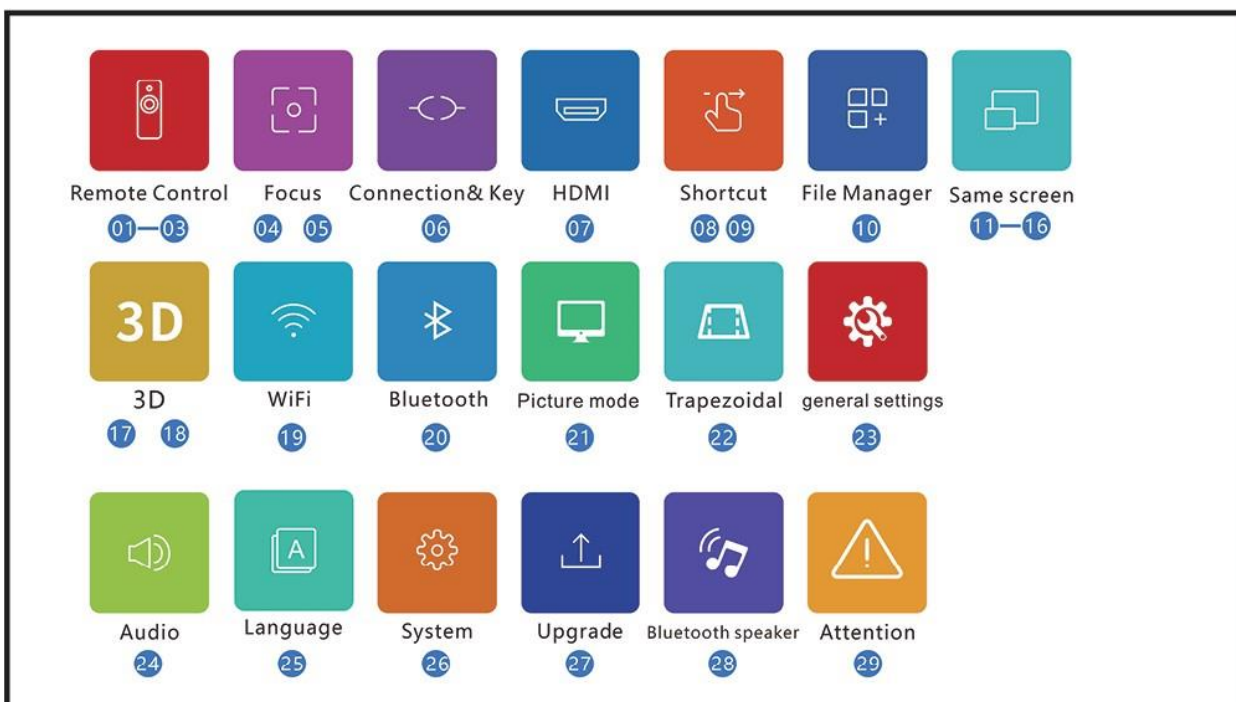 Remote Control Focus Connection& Key HDMI Shortcut File Manager Same screen
01—03 04 05 06 07 08 09 10 11—16
3D
3D WiFi Bluetooth Picture mode Trapezoidal general settings
17 18 19 20 21 22 23
A
Audio Language System Upgrade Bluetooth speaker Attention
24 25 26 27 28 29